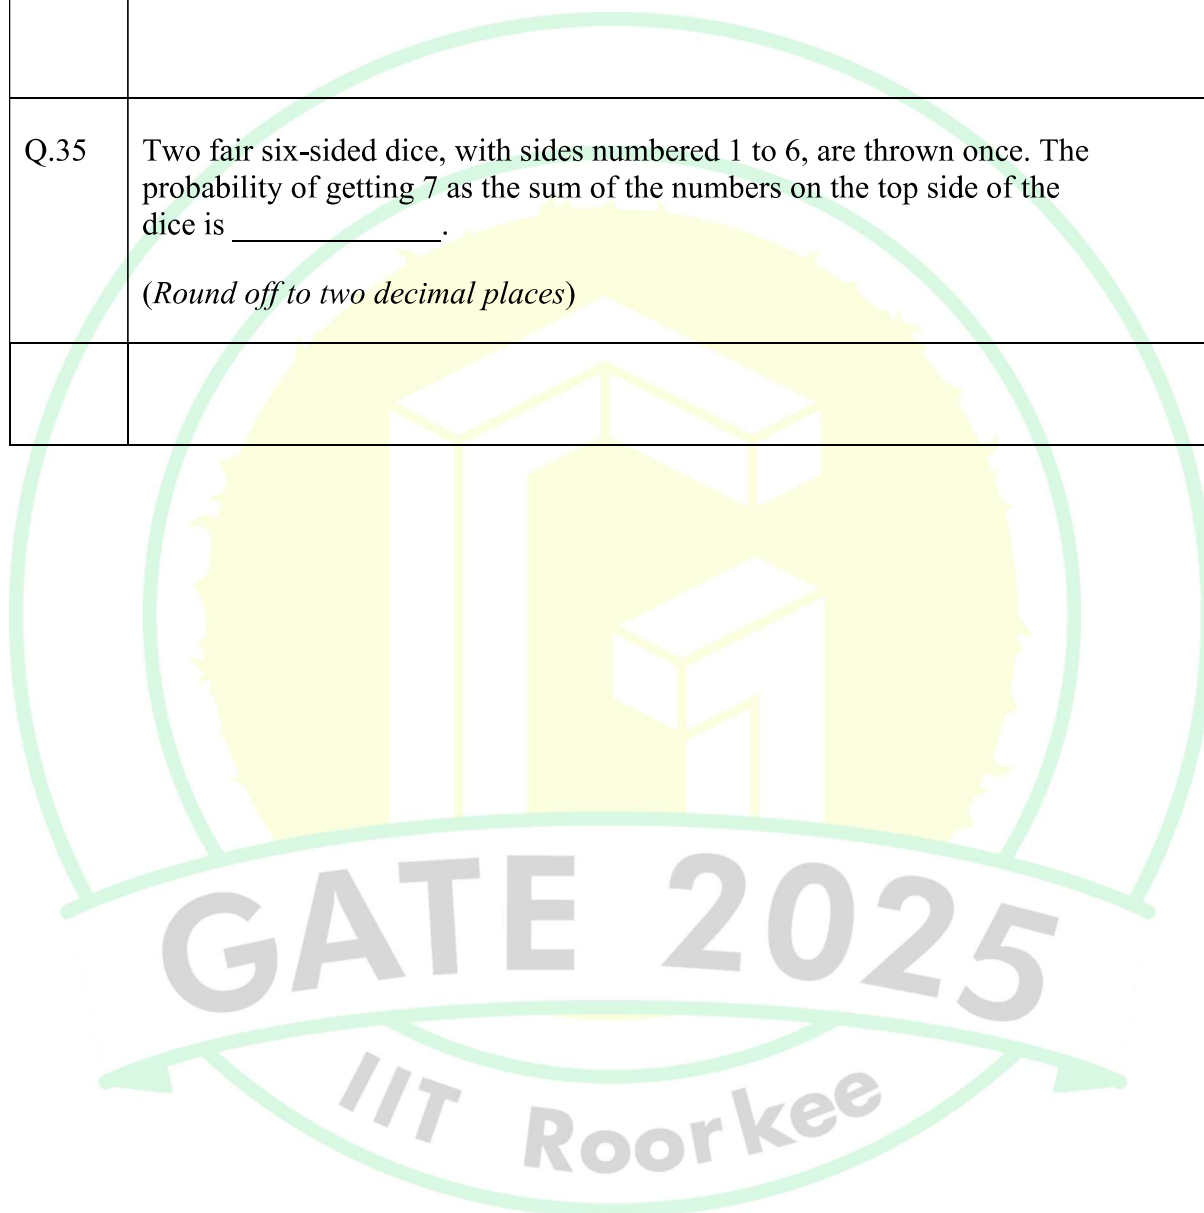 Q.35
Two fair six-sided dice, with sides numbered 1 to 6, are thrown once. The
probability of getting 7 as the sum of the numbers on the top side of the
dice is ______________.
(Round off to two decimal places)
GATE 2025
IIT Roorkee